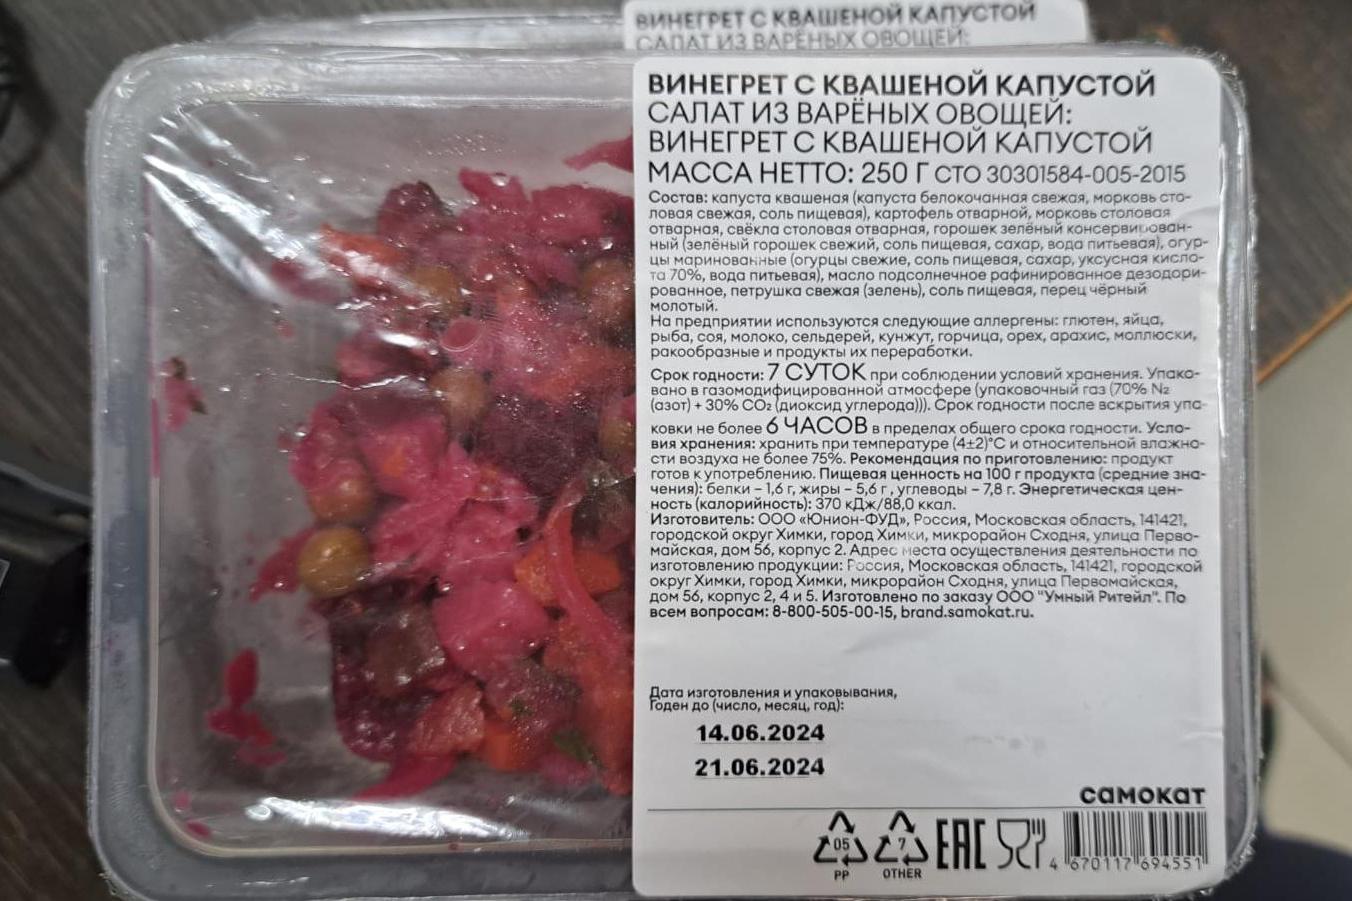 ВИНЕГРЕТ С КВАШЕНОЙ КАПУСТОЙ
САЛАТ ИЗ ВАРЁНЫХ ОВОЩЕЙ:
ВИНЕГРЕТ С КВАШЕНОЙ КАПУСТОЙ
САЛАТ ИЗ ВАРЁНЫХ ОВОЩЕЙ:
ВИНЕГРЕТ С КВАШЕНОЙ КАПУСТОЙ
МАССА НЕТТО: 250 Г СТО 30301584-005-2015
Состав: капуста квашеная (капуста белокочанная свежая, морковь сто-
ловая свежая, соль пищевая), картофель отварной, морковь столовая
отварная, свёкла столовая отварная, горошек зелёный консервирован-
ный (зелёный горошек свежий, соль пищевая, сахар, вода питьевая), огур-
цы маринованные (огурцы свежие, соль пищевая, сахар, уксусная кисло-
та 70%, вода питьевая), масло подсолнечное рафинированное дезодори-
рованное, петрушка свежая (зелень), соль пищевая, перец чёрный
молотый.
На предприятии используются следующие аллергены: глютен, яйца,
рыба, соя, молоко, сельдерей, кунжут, горчица, орех, арахис, моллюски,
ракообразные и продукты их переработки.
Срок годности: 7 СУТОК при соблюдении условий хранения. Упако-
вано в газомодифицированной атмосфере (упаковочный газ (70% N₂
(азот) + 30% CO₂ (диоксид углерода))). Срок годности после вскрытия упа-
ковки не более 6 ЧАСОВ в пределах общего срока годности. Усло-
вия хранения: хранить при температуре (4±2)°С и относительной влажно-
сти воздуха не более 75%. Рекомендация по приготовлению: продукт
готов к употреблению. Пищевая ценность на 100 г продукта (средние зна-
чения): белки – 1,6 г, жиры – 5,6 г , углеводы – 7,8 г. Энергетическая цен-
ность (калорийность): 370 кДж/88,0 ккал.
Изготовитель: ООО «Юнион-ФУД», Россия, Московская область, 141421,
городской округ Химки, город Химки, микрорайон Сходня, улица Перво-
майская, дом 56, корпус 2. Адрес места осуществления деятельности по
изготовлению продукции: Россия, Московская область, 141421, городской
округ Химки, город Химки, микрорайон Сходня, улица Первомайская,
дом 56, корпус 2, 4 и 5. Изготовлено по заказу ООО "Умный Ритейл". По
всем вопросам: 8-800-505-00-15, brand.samokat.ru.
Дата изготовления и упаковывания,
Годен до (число, месяц, год):
14.06.2024
21.06.2024
самокат
05
PP
7
OTHER
EAC
4 670117 694551